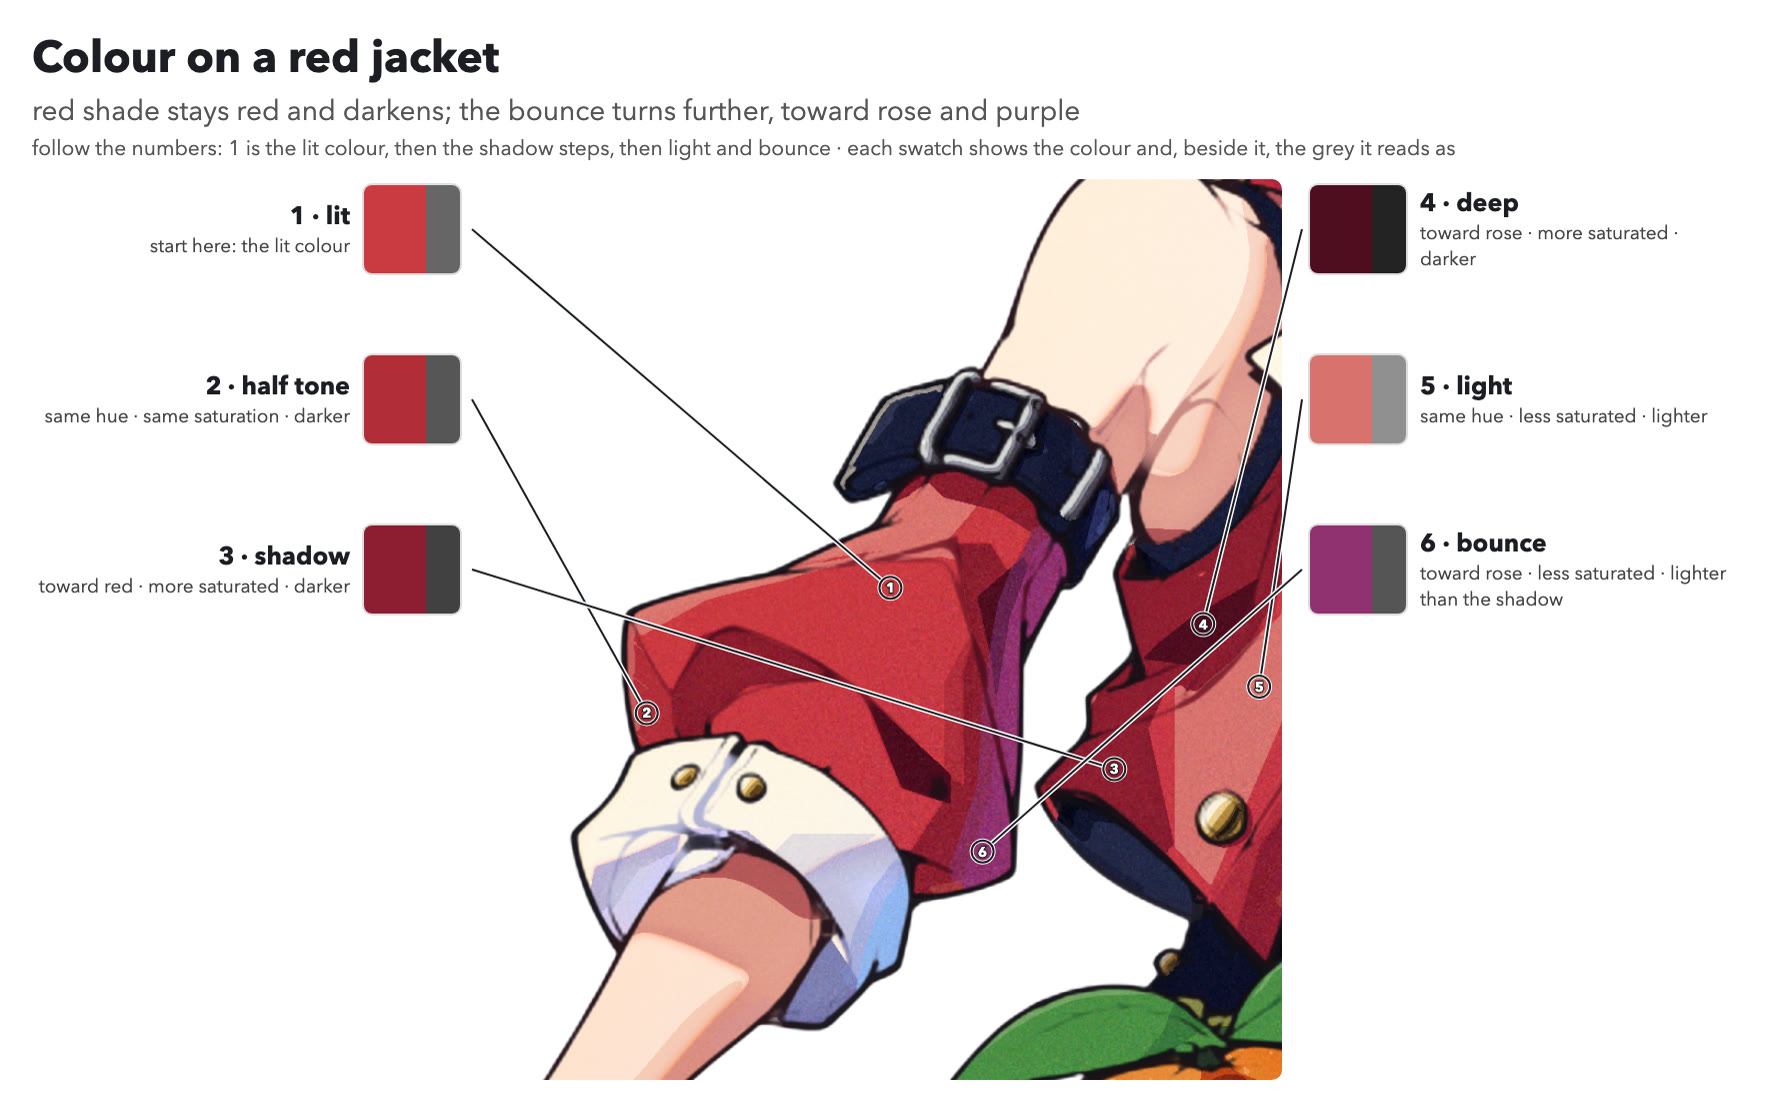 Colour on a red jacket
red shade stays red and darkens; the bounce turns further, toward rose and purple
follow the numbers: 1 is the lit colour, then the shadow steps, then light and bounce · each swatch shows the colour and, beside it, the grey it reads as
1 · lit
start here: the lit colour
2 · half tone
same hue · same saturation · darker
3 · shadow
toward red · more saturated · darker
4 · deep
toward rose · more saturated ·
darker
5 · light
same hue · less saturated · lighter
6 · bounce
toward rose · less saturated · lighter
than the shadow
1
2
3
4
5
6